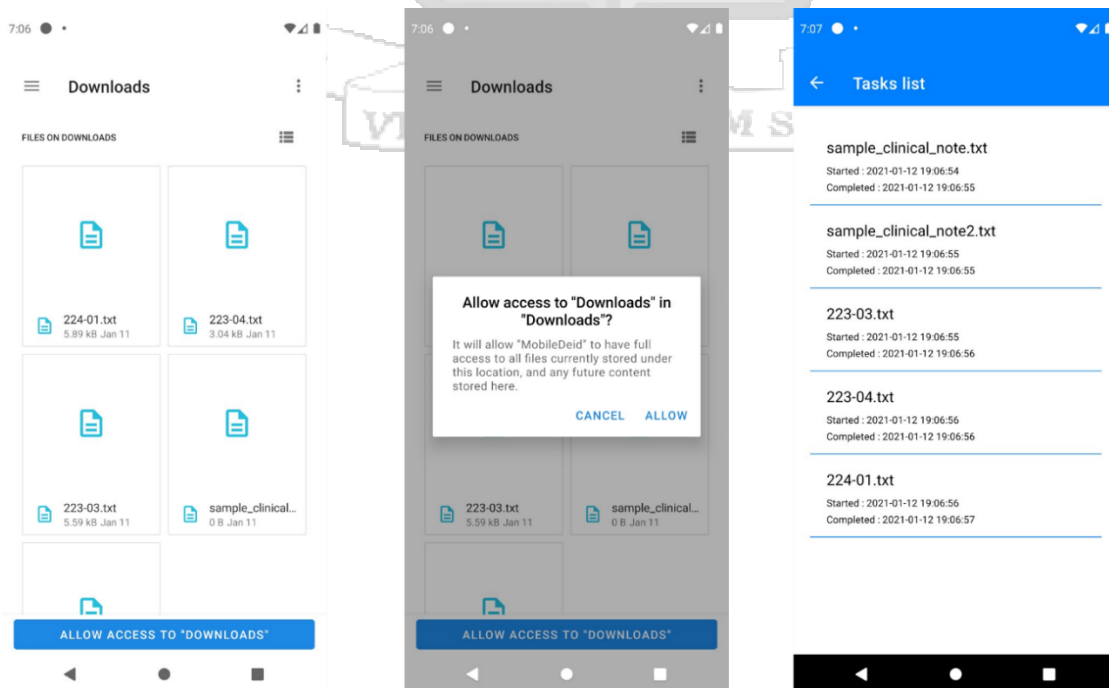 7:06
Downloads
FILES ON DOWNLOADS
224-01.txt
5.89 kB Jan 11
223-04.txt
3.04 kB Jan 11
223-03.txt
5.59 kB Jan 11
sample_clinical...
0 B Jan 11
ALLOW ACCESS TO "DOWNLOADS"
7:06
Downloads
FILES ON DOWNLOADS
Allow access to "Downloads" in
"Downloads"?
It will allow "MobileDeid" to have full
access to all files currently stored under
this location, and any future content
stored here.
CANCEL ALLOW
223-03.txt
5.59 kB Jan 11
sample_clinical...
0 B Jan 11
ALLOW ACCESS TO "DOWNLOADS"
7:07
Tasks list
sample_clinical_note.txt
Started : 2021-01-12 19:06:54
Completed : 2021-01-12 19:06:55
sample_clinical_note2.txt
Started : 2021-01-12 19:06:55
Completed : 2021-01-12 19:06:55
223-03.txt
Started : 2021-01-12 19:06:55
Completed : 2021-01-12 19:06:56
223-04.txt
Started : 2021-01-12 19:06:56
Completed : 2021-01-12 19:06:56
224-01.txt
Started : 2021-01-12 19:06:56
Completed : 2021-01-12 19:06:57